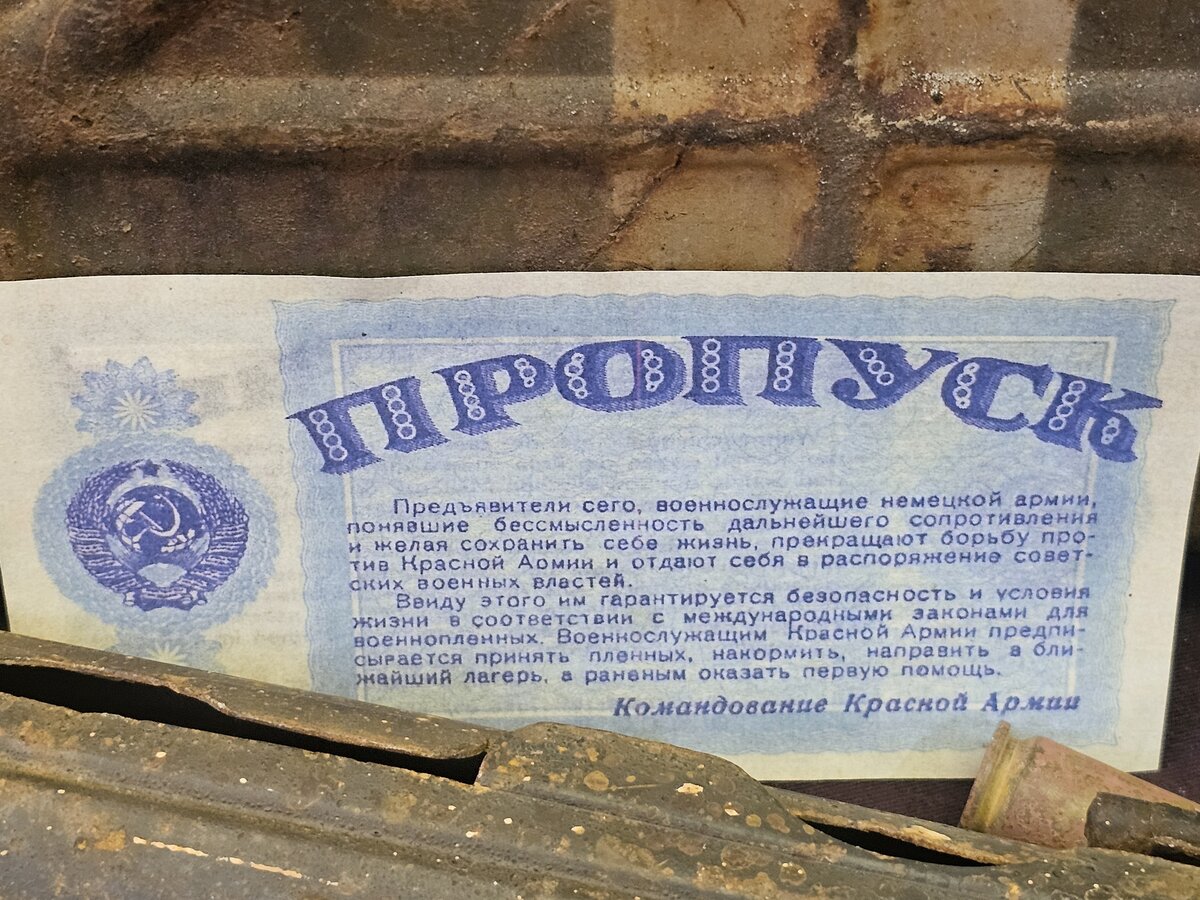 ПРОПУСК
Предъявители сего, военнослужащие немецкой армии,
понявшие бессмысленность дальнейшего сопротивления
и желая сохранить себе жизнь, прекращают борьбу про-
тив Красной Армии и отдают себя в распоряжение совет-
ских военных властей.
Ввиду этого им гарантируется безопасность и условия
жизни в соответствии с международными законами для
военнопленных. Военнослужащим Красной Армии предпи-
сывается принять пленных, накормить, направить в бли-
жайший лагерь, а раненым оказать первую помощь.
Командование Красной Армии